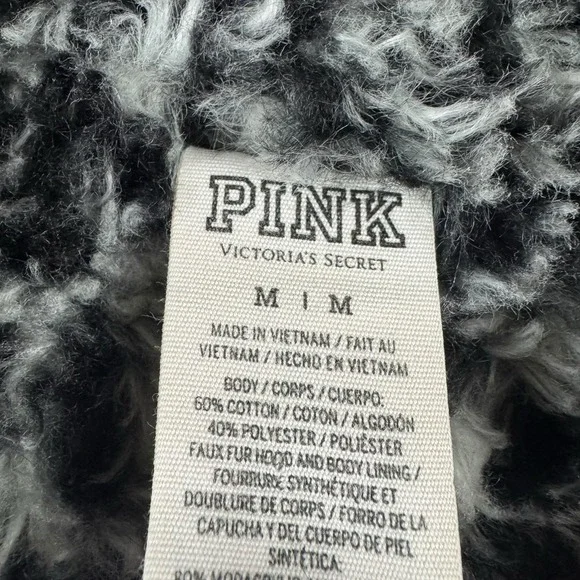 PINK
VICTORIA'S SECRET
M | M
MADE IN VIETNAM / FAIT AU
VIETNAM / HECHO EN VIETNAM
BODY / CORPS / CUERPO:
60% COTTON / COTON / ALGODÓN
40% POLYESTER / POLIÉSTER
FAUX FUR HOOD AND BODY LINING /
FOURRURE SYNTHÉTIQUE ET
DOUBLURE DE CORPS / FORRO DE LA
CAPUCHA Y DEL CUERPO DE PIEL
SINTÉTICA: